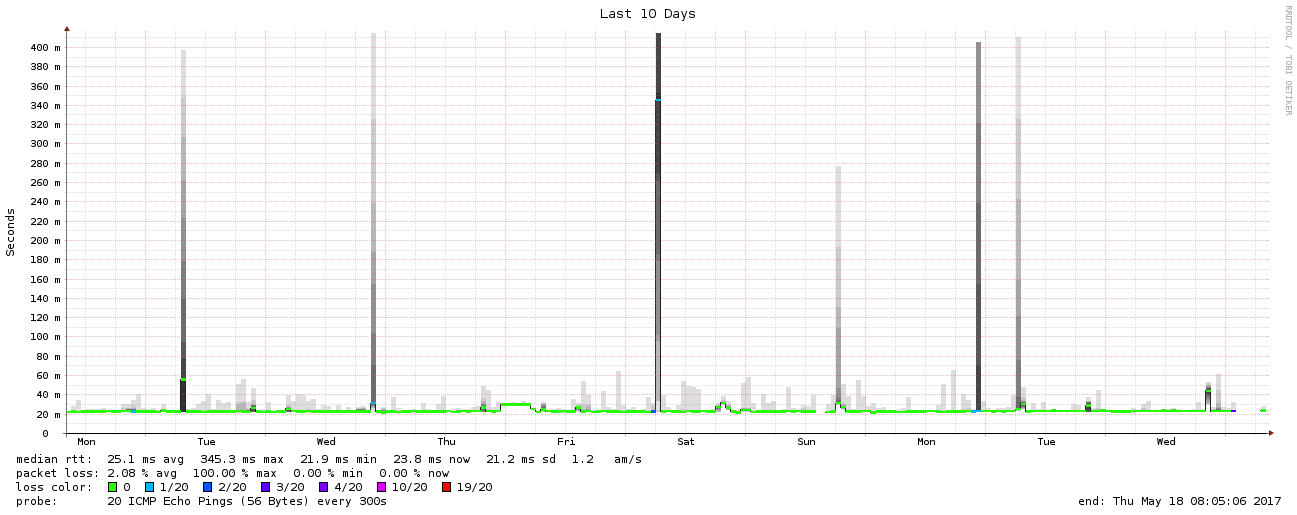 Last 10 Days
RRDTOOL / TOBI OETIKER
Seconds
400 m
380 m
360 m
340 m
320 m
300 m
280 m
260 m
240 m
220 m
200 m
180 m
160 m
140 m
120 m
100 m
80 m
60 m
40 m
20 m
0
Mon Tue Wed Thu Fri Sat Sun Mon Tue Wed
median rtt: 25.1 ms avg 345.3 ms max 21.9 ms min 23.8 ms now 21.2 ms sd 1.2 am/s
packet loss: 2.08 % avg 100.00 % max 0.00 % min 0.00 % now
loss color: 0 1/20 2/20 3/20 4/20 10/20 19/20
probe: 20 ICMP Echo Pings (56 Bytes) every 300s end: Thu May 18 08:05:06 2017